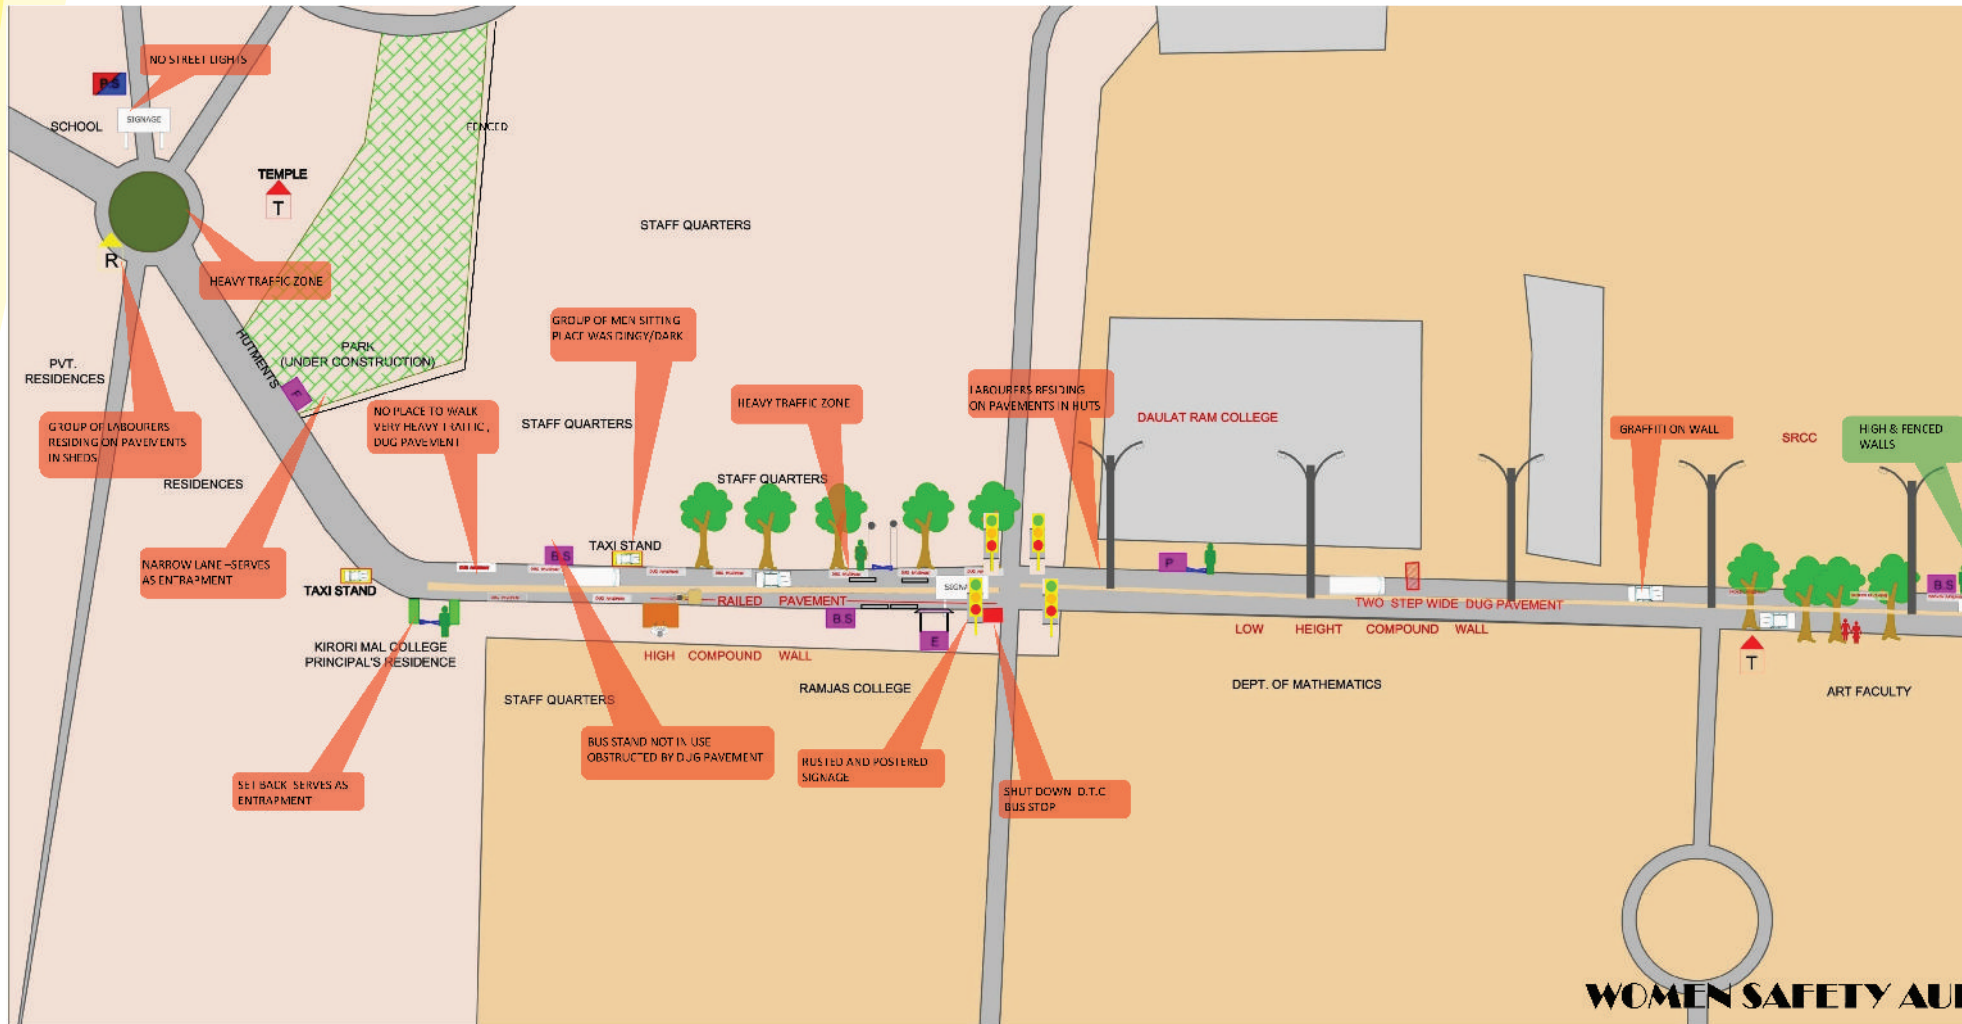 NO STREET LIGHTS
B.S
SIGNAGE
SCHOOL
FENCED
TEMPLE
T
STAFF QUARTERS
R
HEAVY TRAFFIC ZONE
GROUP OF MEN SITTING
PLACE WAS DINGY/DARK
HUTMENTS
PARK
(UNDER CONSTRUCTION)
PVT.
RESIDENCES
F
NO PLACE TO WALK
VERY HEAVY TRAFFIC,
DUG PAVEMENT
HEAVY TRAFFIC ZONE
LABOURERS RESIDING
ON PAVEMENTS IN HUTS
DAULAT RAM COLLEGE
GROUP OF LABOURERS
RESIDING ON PAVEMENTS
IN SHEDS
STAFF QUARTERS
GRAFFITI ON WALL
SRCC
HIGH & FENCED
WALLS
RESIDENCES
STAFF QUARTERS
NARROW LANE –SERVES
AS ENTRAPMENT
TAXI STAND
B.S
TAXI STAND
P
B.S
RAILED PAVEMENT
TWO STEP WIDE DUG PAVEMENT
B.S
E
LOW HEIGHT COMPOUND WALL
KIRORI MAL COLLEGE
PRINCIPAL'S RESIDENCE
HIGH COMPOUND WALL
T
STAFF QUARTERS
RAMJAS COLLEGE
DEPT. OF MATHEMATICS
ART FACULTY
BUS STAND NOT IN USE
OBSTRUCTED BY DUG PAVEMENT
RUSTED AND POSTERED
SIGNAGE
SET BACK SERVES AS
ENTRAPMENT
SHUT DOWN D.T.C
BUS STOP
WOMEN SAFETY AU